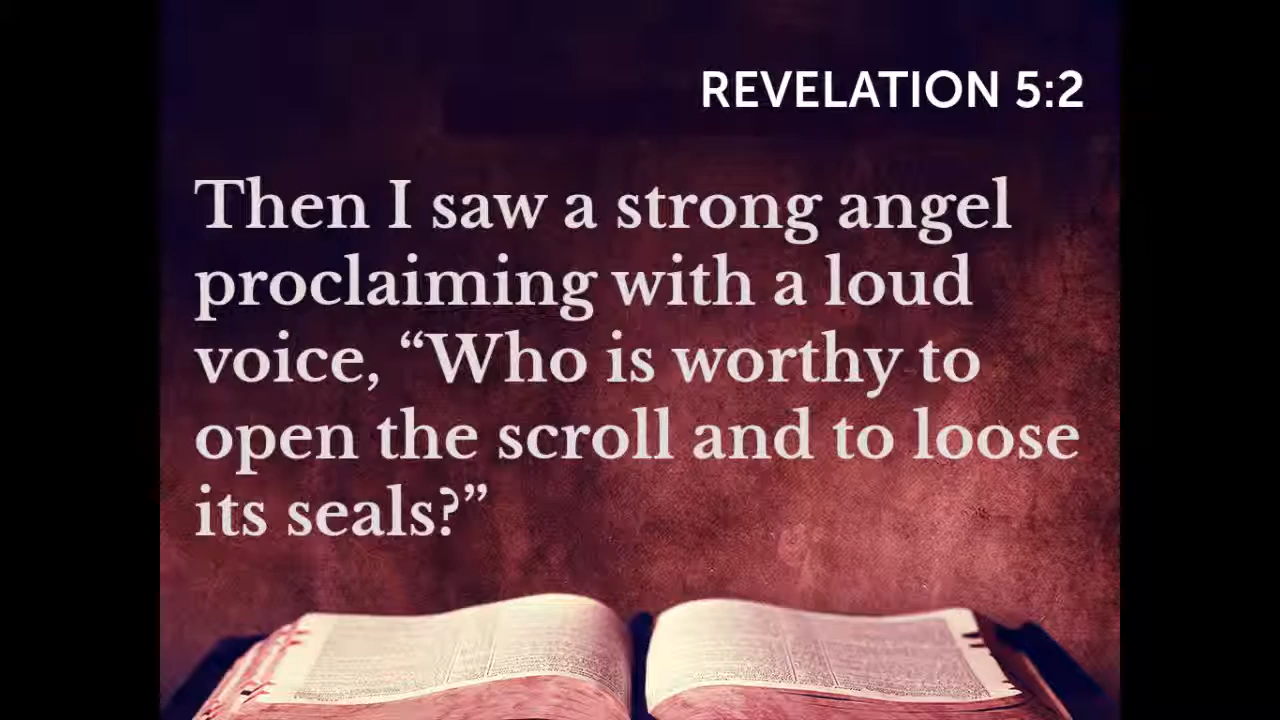 REVELATION 5:2
Then I saw a strong angel
proclaiming with a loud
voice, “Who is worthy to
open the scroll and to loose
its seals?”